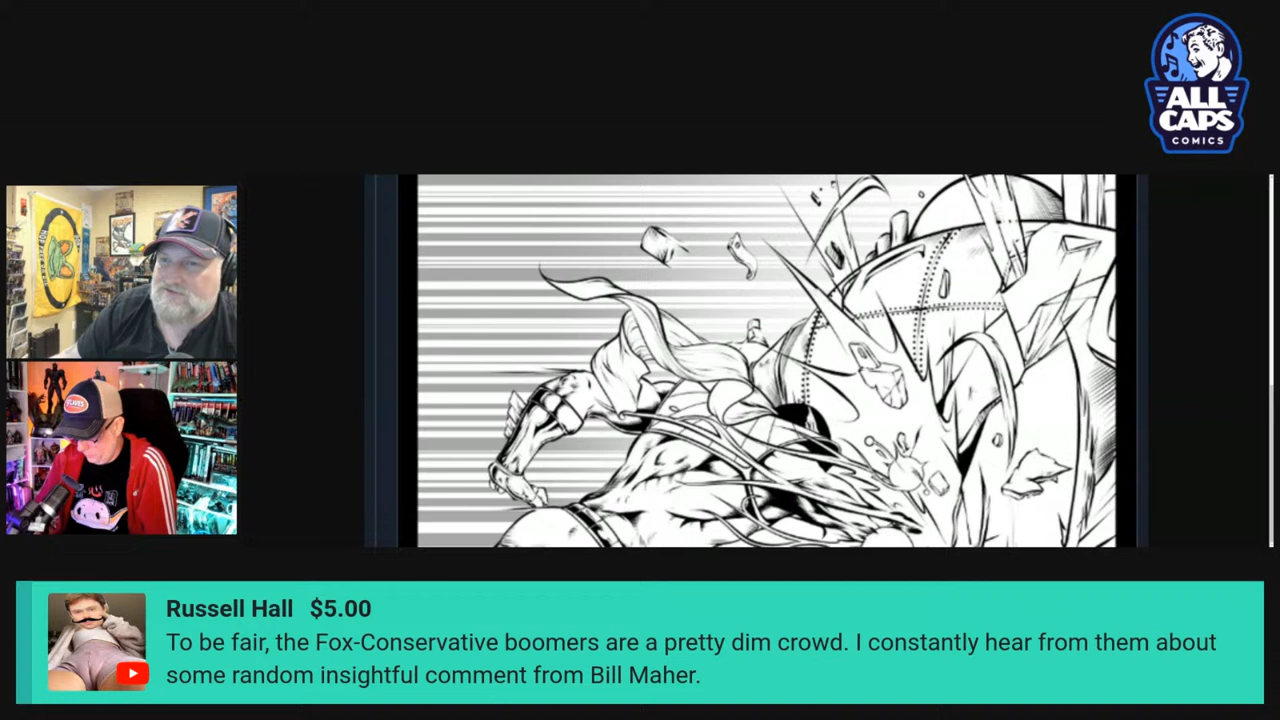 ALL
CAPS
COMICS
Russell Hall $5.00
To be fair, the Fox-Conservative boomers are a pretty dim crowd. I constantly hear from them about
some random insightful comment from Bill Maher.